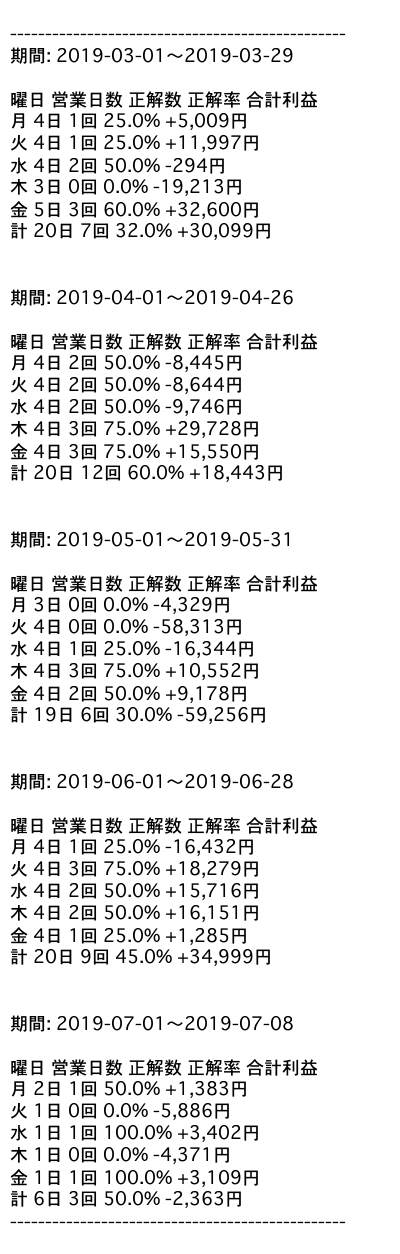 ------------------------------------------------
期間: 2019-03-01〜2019-03-29
曜日 営業日数 正解数 正解率 合計利益
月 4日 1回 25.0% +5,009円
火 4日 1回 25.0% +11,997円
水 4日 2回 50.0% -294円
木 3日 0回 0.0% -19,213円
金 5日 3回 60.0% +32,600円
計 20日 7回 32.0% +30,099円
期間: 2019-04-01〜2019-04-26
曜日 営業日数 正解数 正解率 合計利益
月 4日 2回 50.0% -8,445円
火 4日 2回 50.0% -8,644円
水 4日 2回 50.0% -9,746円
木 4日 3回 75.0% +29,728円
金 4日 3回 75.0% +15,550円
計 20日 12回 60.0% +18,443円
期間: 2019-05-01〜2019-05-31
曜日 営業日数 正解数 正解率 合計利益
月 3日 0回 0.0% -4,329円
火 4日 0回 0.0% -58,313円
水 4日 1回 25.0% -16,344円
木 4日 3回 75.0% +10,552円
金 4日 2回 50.0% +9,178円
計 19日 6回 30.0% -59,256円
期間: 2019-06-01〜2019-06-28
曜日 営業日数 正解数 正解率 合計利益
月 4日 1回 25.0% -16,432円
火 4日 3回 75.0% +18,279円
水 4日 2回 50.0% +15,716円
木 4日 2回 50.0% +16,151円
金 4日 1回 25.0% +1,285円
計 20日 9回 45.0% +34,999円
期間: 2019-07-01〜2019-07-08
曜日 営業日数 正解数 正解率 合計利益
月 2日 1回 50.0% +1,383円
火 1日 0回 0.0% -5,886円
水 1日 1回 100.0% +3,402円
木 1日 0回 0.0% -4,371円
金 1日 1回 100.0% +3,109円
計 6日 3回 50.0% -2,363円
------------------------------------------------